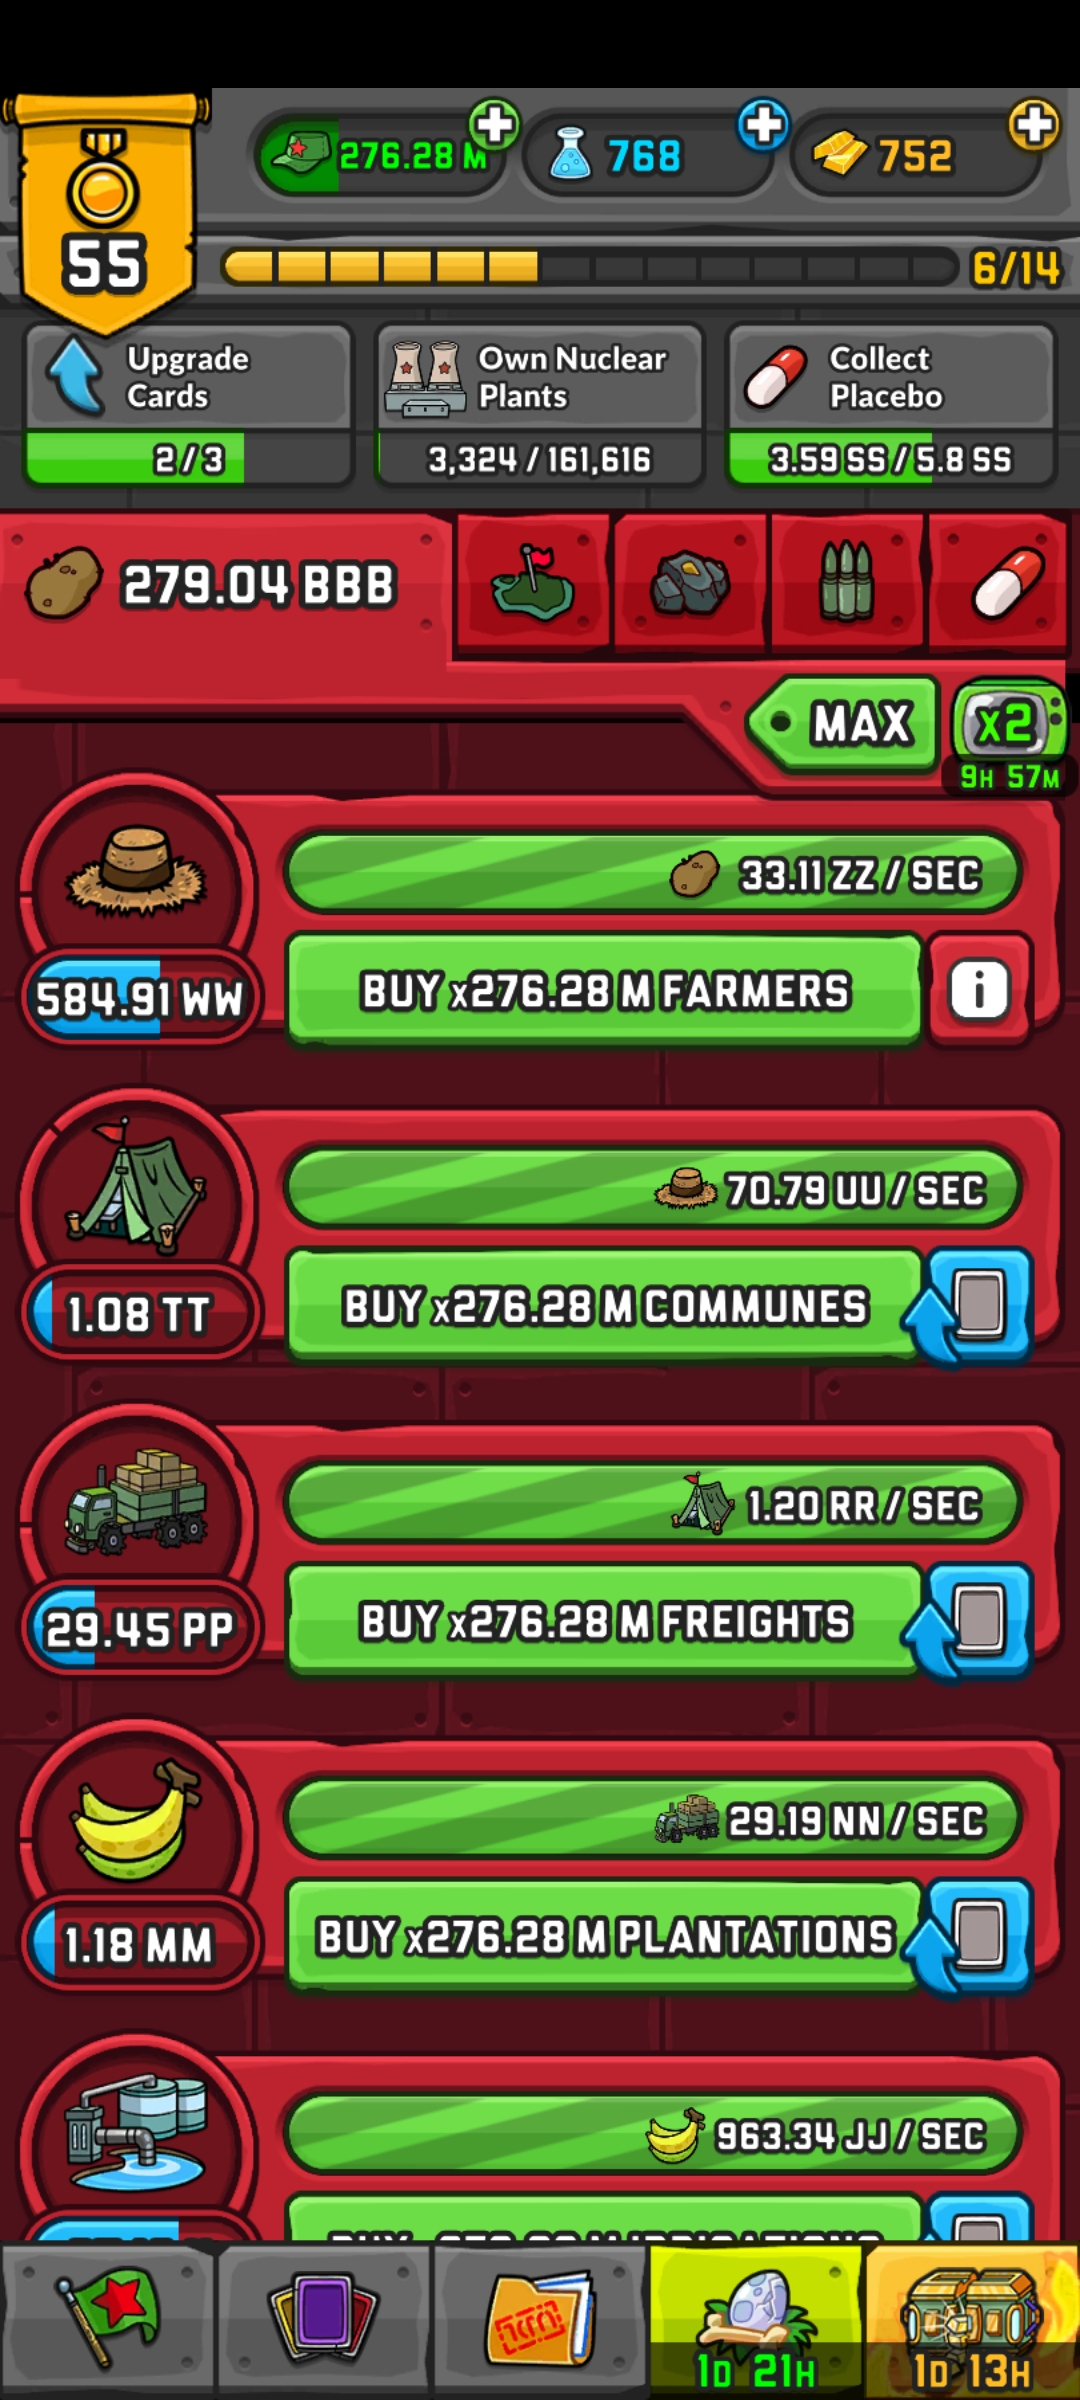 276.28 M
768
752
55
6/14
Upgrade
Cards
2/3
Own Nuclear
Plants
3,324/161,616
Collect
Placebo
3.59 SS/5.8 SS
279.04 BBB
MAX
x2
9H 57M
33.11 ZZ/SEC
584.91 WW
BUY x276.28 M FARMERS
i
70.79 UU/SEC
1.08 TT
BUY x276.28 M COMMUNES
1.20 RR/SEC
29.45 PP
BUY x276.28 M FREIGHTS
29.19 NN/SEC
1.18 MM
BUY x276.28 M PLANTATIONS
963.34 JJ/SEC
1D 21H
1D 13H